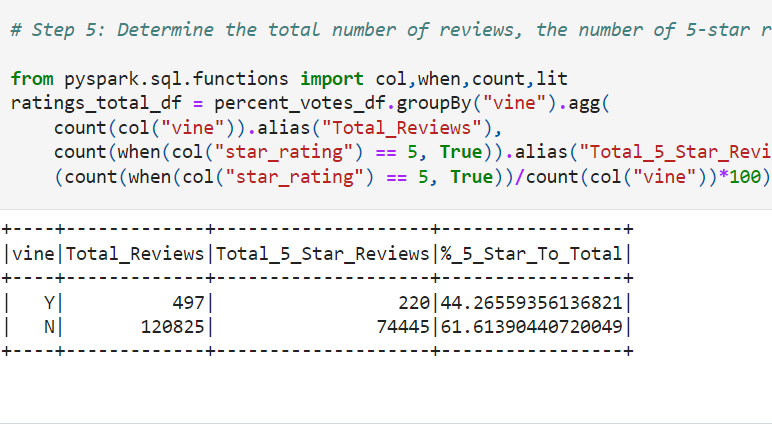 # Step 5: Determine the total number of reviews, the number of 5-star r
from pyspark.sql.functions import col,when,count,lit
ratings_total_df = percent_votes_df.groupBy("vine").agg(
    count(col("vine")).alias("Total_Reviews"),
    count(when(col("star_rating") == 5, True)).alias("Total_5_Star_Revi
    (count(when(col("star_rating") == 5, True))/count(col("vine"))*100)
+----+-------------+--------------------+-----------------+
|vine|Total_Reviews|Total_5_Star_Reviews|%_5_Star_To_Total|
+----+-------------+--------------------+-----------------+
|   Y|          497|                 220|44.26559356136821|
|   N|       120825|               74445|61.61390440720049|
+----+-------------+--------------------+-----------------+